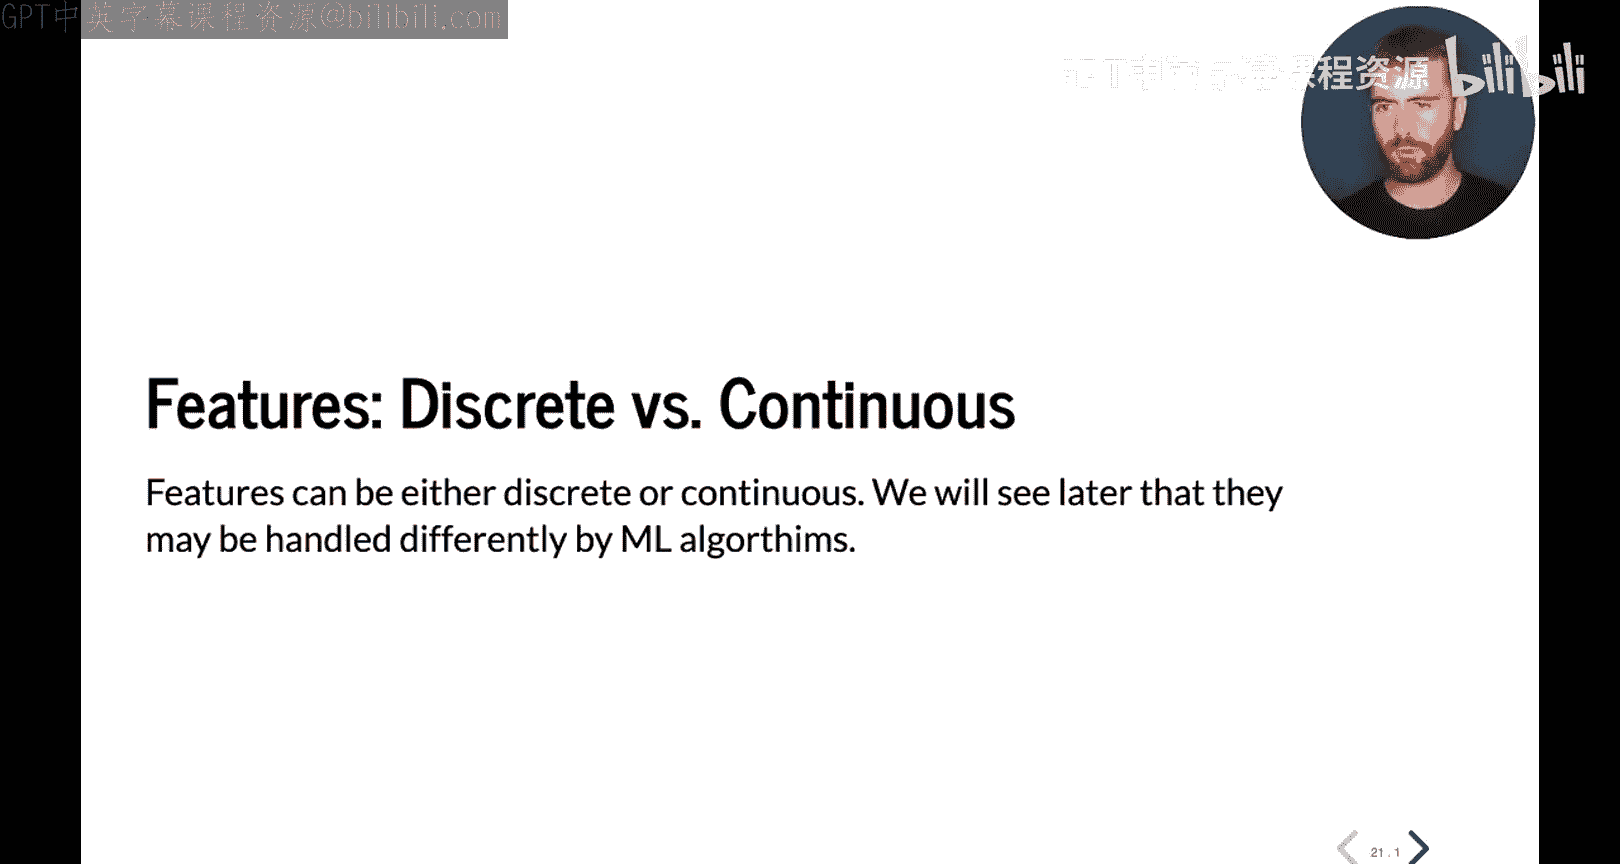 GPT中英字幕课程资源@bilibili.com
课程资源 bilibili
Features: Discrete vs. Continuous
Features can be either discrete or continuous. We will see later that they
may be handled differently by ML algorthims.
21 . 1